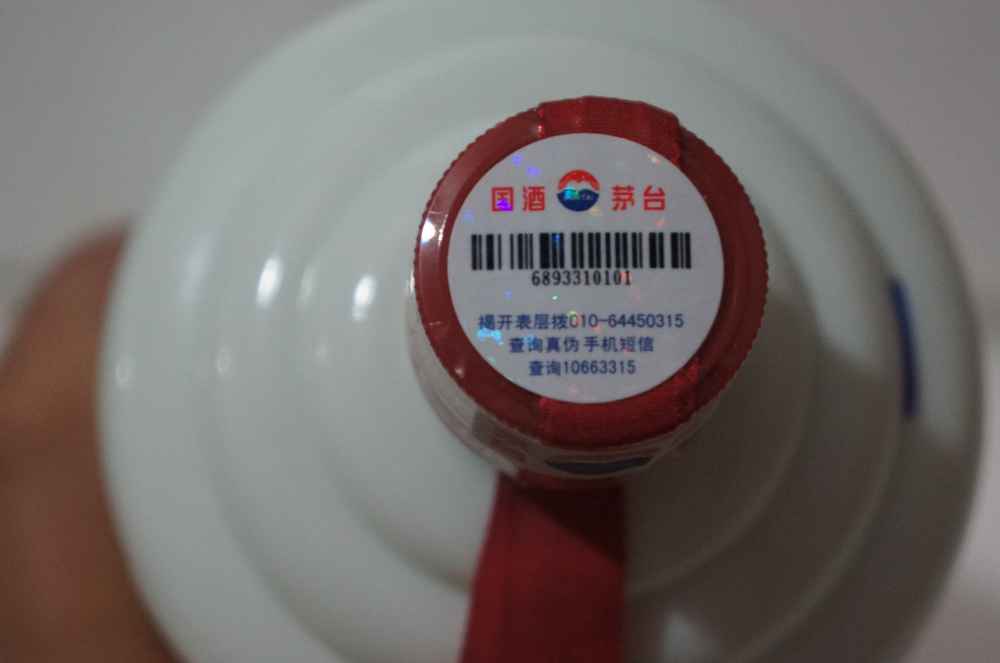 国酒 茅台
6893310101
揭开表层拨010-64450315
查询真伪 手机短信
查询10663315